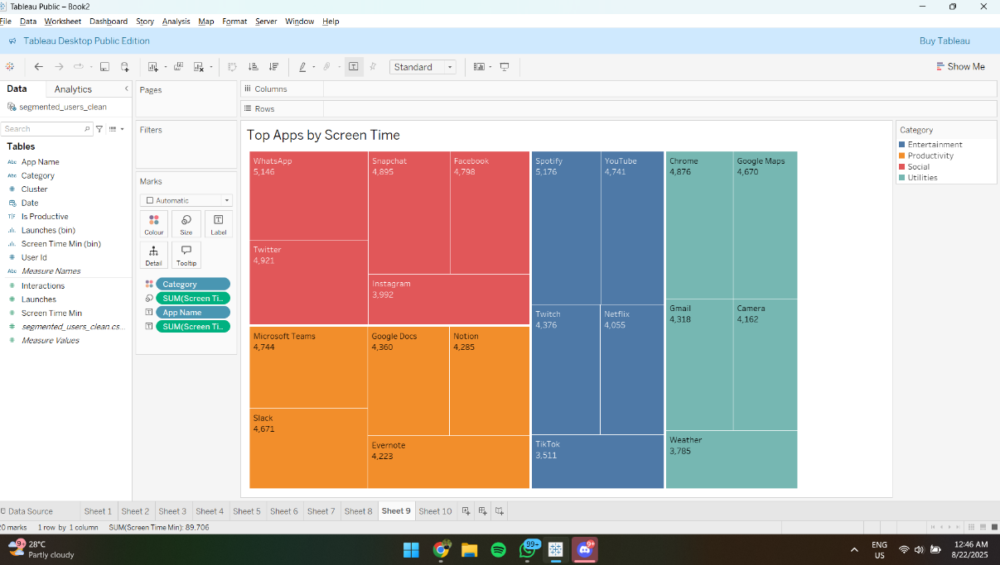 Tableau Public – Book2
File Data Worksheet Dashboard Story Analysis Map Format Server Window Help
Tableau Desktop Public Edition
Buy Tableau
Standard
Show Me
Data
Analytics
segmented_users_clean
Search
Tables
Abc App Name
Abc Category
# Cluster
Date
T|F Is Productive
Launches (bin)
Screen Time Min (bin)
# User Id
Abc Measure Names
# Interactions
# Launches
# Screen Time Min
# segmented_users_clean.cs...
# Measure Values
Pages
Filters
Marks
Automatic
Colour
Size
Label
Detail
Tooltip
Category
SUM(Screen Ti..
App Name
SUM(Screen Ti..
Columns
Rows
Top Apps by Screen Time
WhatsApp
5,146
Twitter
4,921
Snapchat
4,895
Facebook
4,798
Instagram
3,992
Microsoft Teams
4,744
Slack
4,671
Google Docs
4,360
Notion
4,285
Evernote
4,223
Spotify
5,176
YouTube
4,741
Twitch
4,376
Netflix
4,055
TikTok
3,511
Chrome
4,876
Google Maps
4,670
Gmail
4,318
Camera
4,162
Weather
3,785
Category
Entertainment
Productivity
Social
Utilities
Data Source
Sheet 1
Sheet 2
Sheet 3
Sheet 4
Sheet 5
Sheet 6
Sheet 7
Sheet 8
Sheet 9
Sheet 10
20 marks 1 row by 1 column SUM(Screen Time Min): 89,706
9+
28°C
Partly cloudy
99+
9+
ENG
US
12:46 AM
8/22/2025